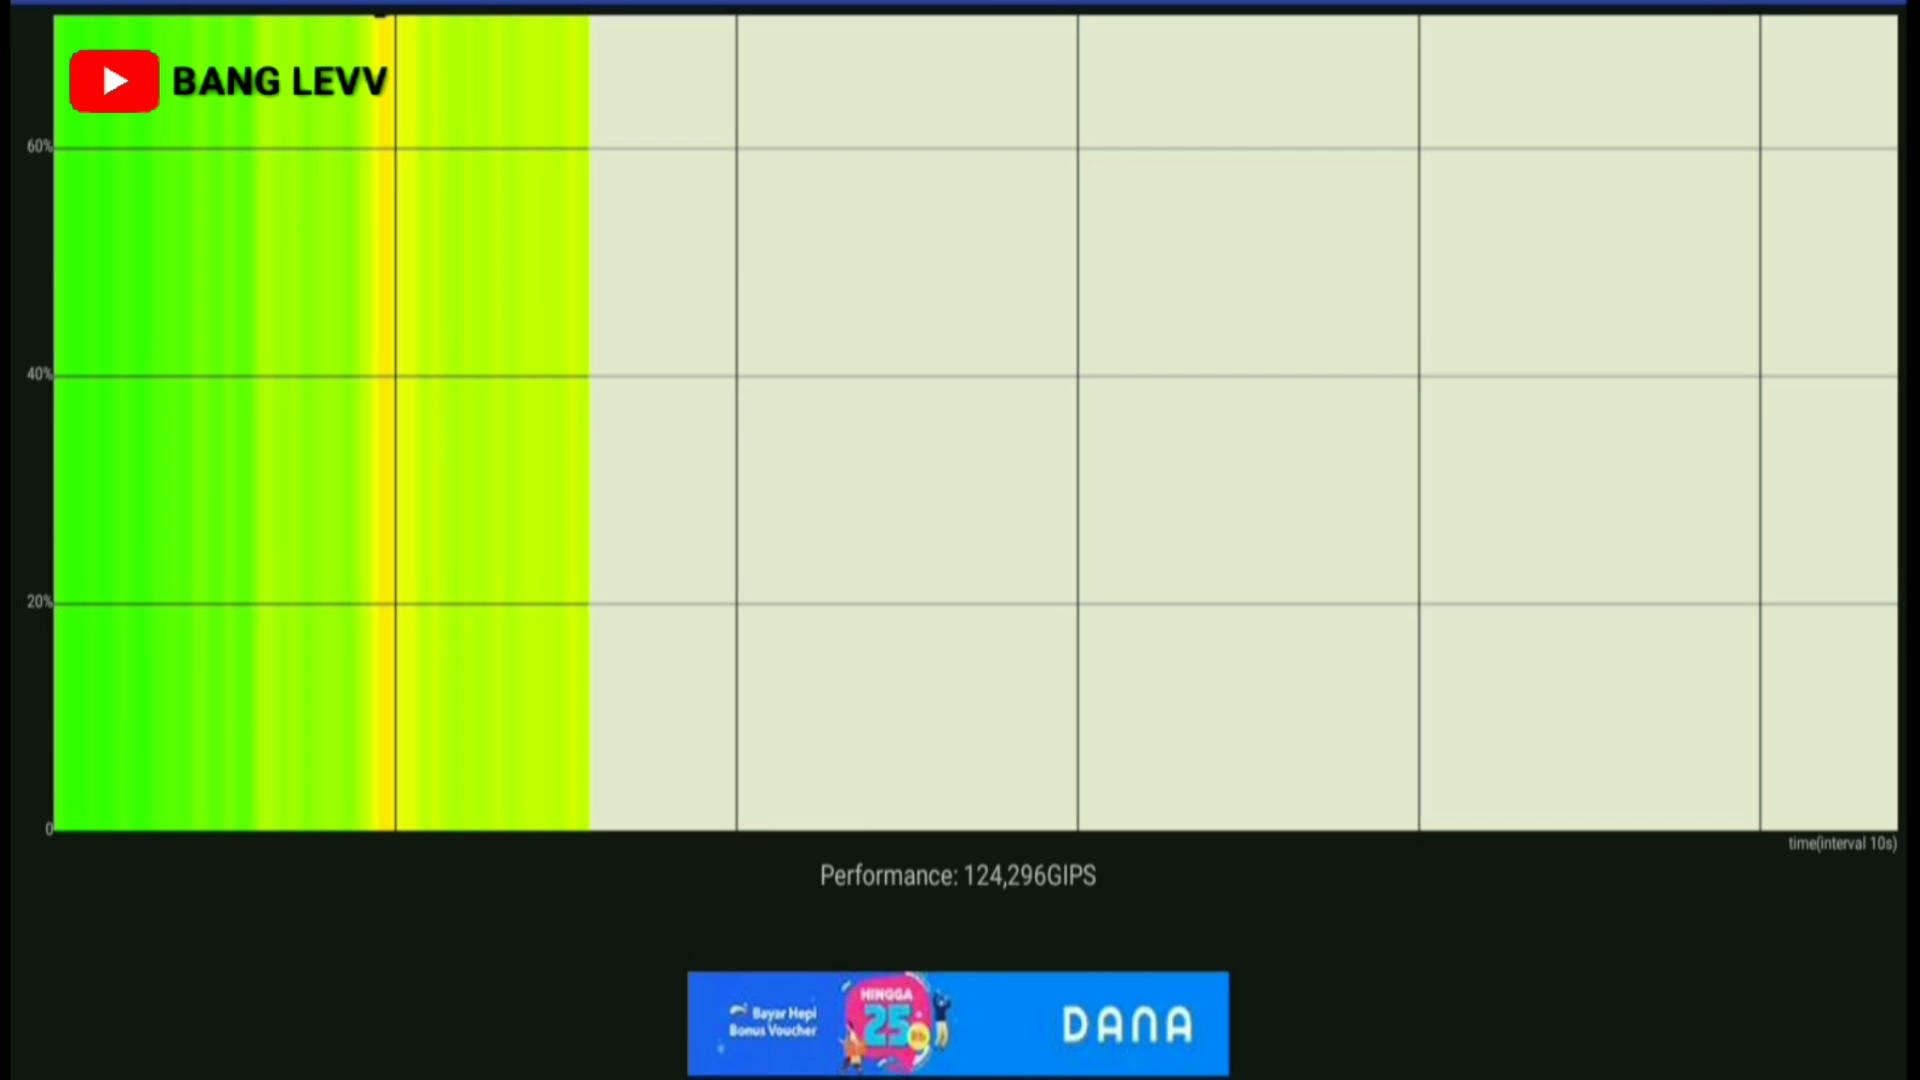 BANG LEVV
60%
40%
20%
0
time(interval 10s)
Performance: 124,296GIPS
Bayar Hepi
Bonus Voucher
HINGGA
25
DANA